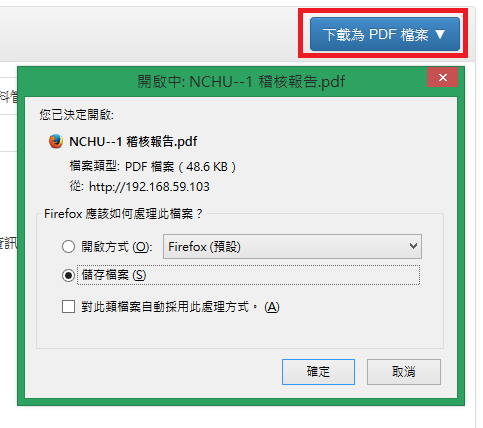 下載為 PDF 檔案 ▼
開啟中: NCHU--1 稽核報告.pdf
料管
您已決定開啟:
NCHU--1 稽核報告.pdf
檔案類型: PDF 檔案 ( 48.6 KB )
從: http://192.168.59.103
Firefox 應該如何處理此檔案？
資訊
開啟方式 (O): Firefox (預設)
儲存檔案 (S)
對此類檔案自動採用此處理方式。(A)
確定 取消